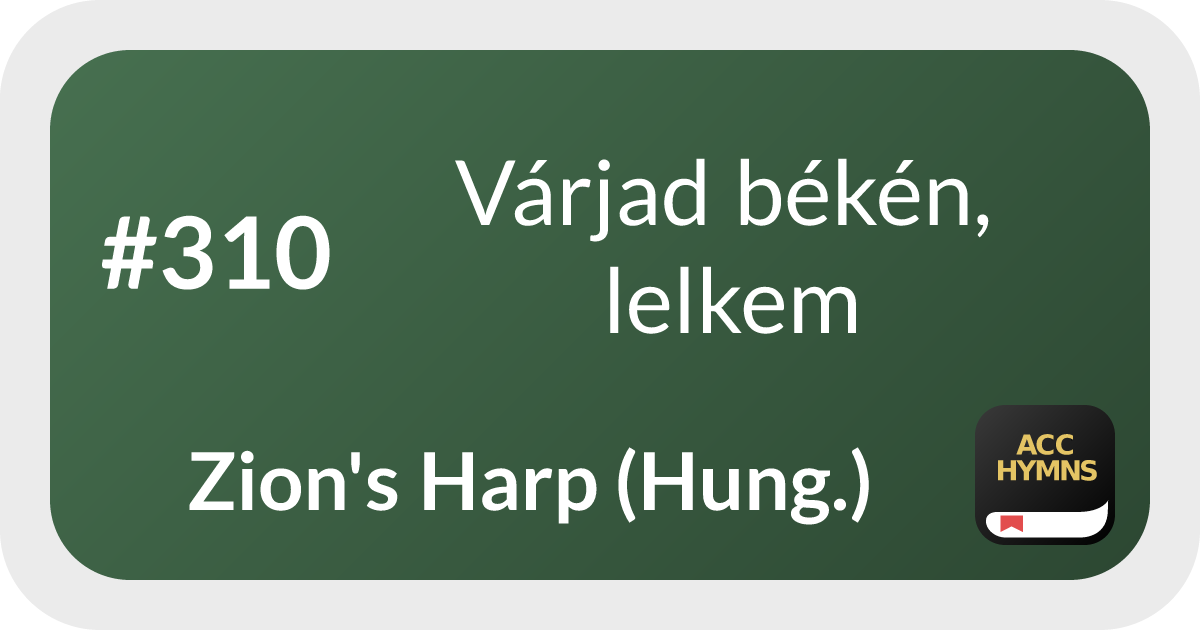 #310
Várjad békén,
lelkem
Zion's Harp (Hung.)
ACC
HYMNS